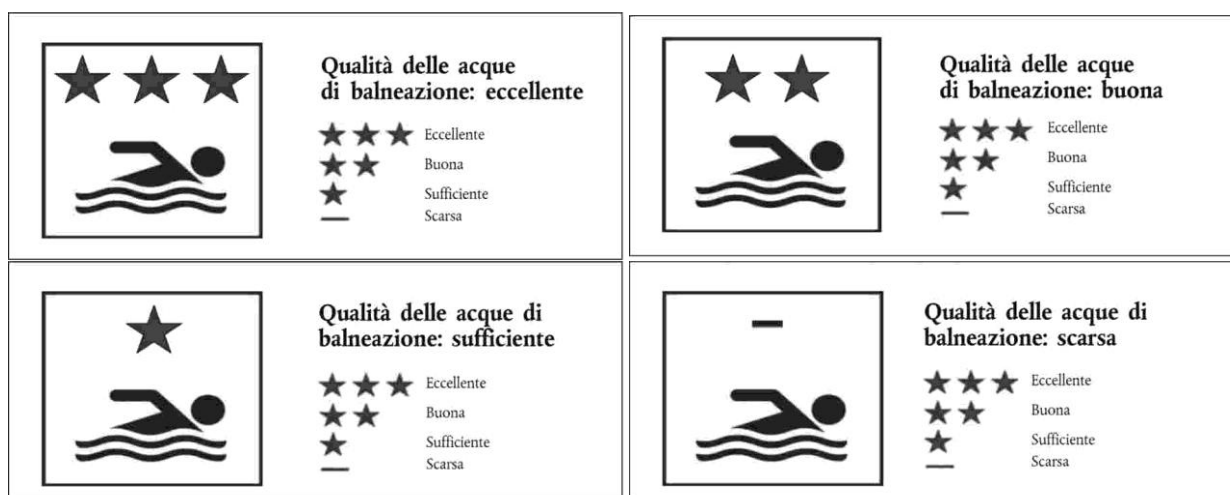 Qualità delle acque
di balneazione: eccellente
Eccellente
Buona
Sufficiente
Scarsa
Qualità delle acque
di balneazione: buona
Eccellente
Buona
Sufficiente
Scarsa
Qualità delle acque di
balneazione: sufficiente
Eccellente
Buona
Sufficiente
Scarsa
Qualità delle acque di
balneazione: scarsa
Eccellente
Buona
Sufficiente
Scarsa